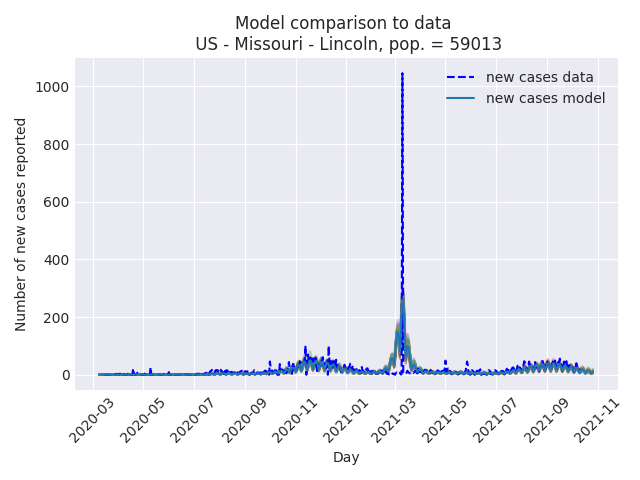 Model comparison to data
US - Missouri - Lincoln, pop. = 59013
new cases data
new cases model
Number of new cases reported
1000
800
600
400
200
0
2020-03
2020-05
2020-07
2020-09
2020-11
2021-01
2021-03
2021-05
2021-07
2021-09
2021-11
Day